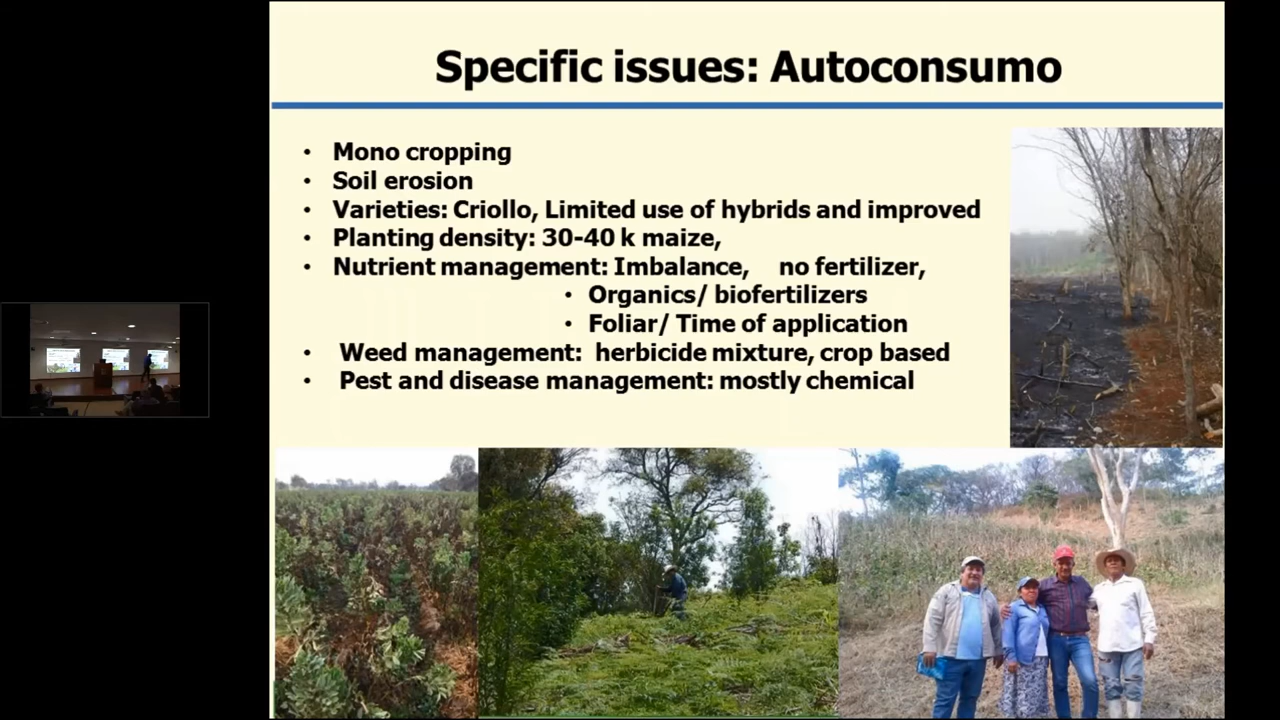 Specific issues: Autoconsumo
• Mono cropping
• Soil erosion
• Varieties: Criollo, Limited use of hybrids and improved
• Planting density: 30-40 k maize,
• Nutrient management: Imbalance, no fertilizer,
• Organics/ biofertilizers
• Foliar/ Time of application
• Weed management: herbicide mixture, crop based
• Pest and disease management: mostly chemical